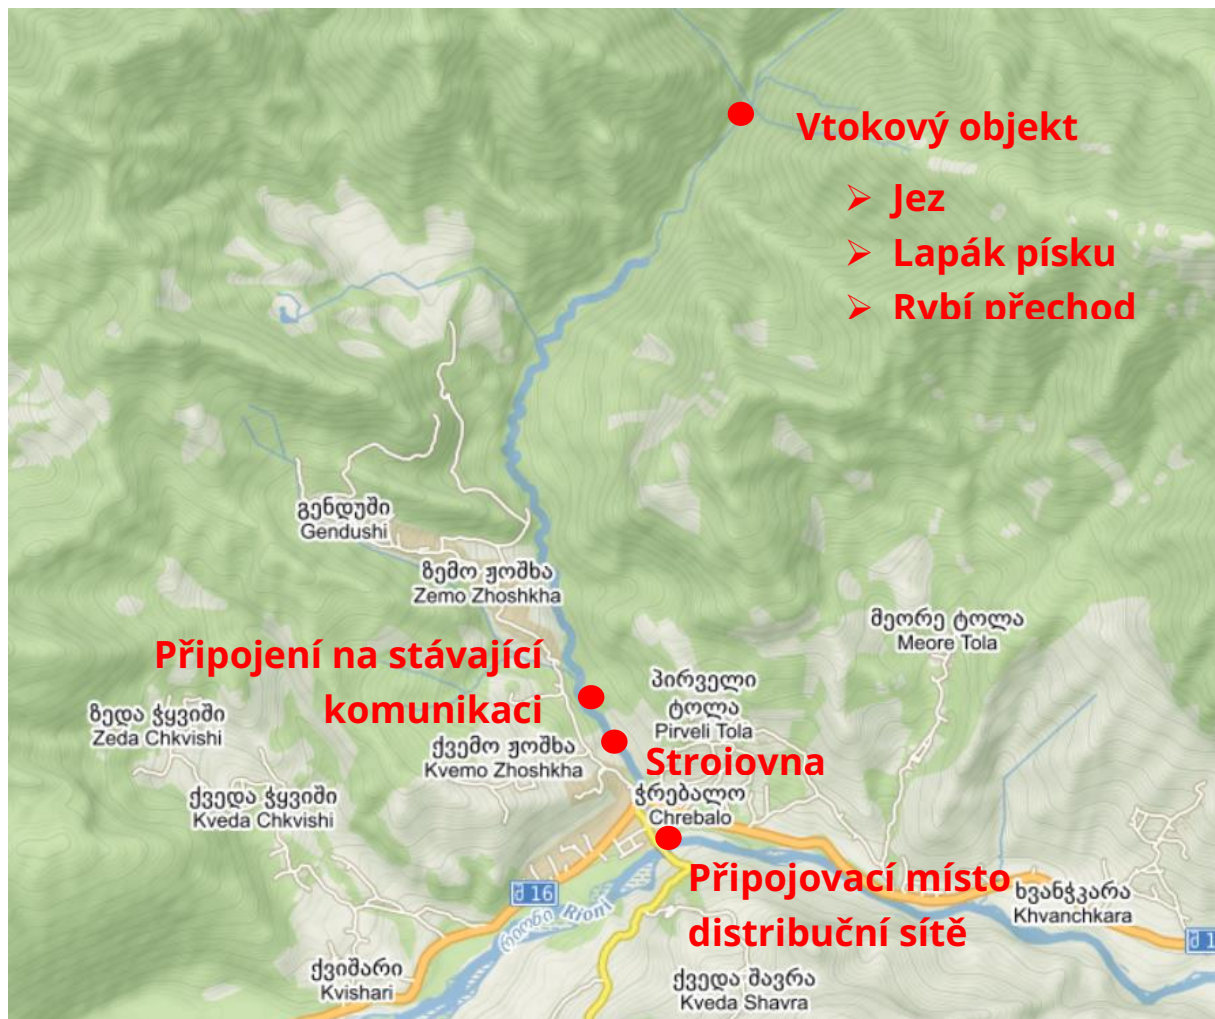 Vtokový objekt
➢ Jez
➢ Lapák písku
➢ Rybí přechod
გენდუში
Gendushi
ზემო ჟოშხა
Zemo Zhoshkha
მეორე ტოლა
Meore Tola
Připojení na stávající
komunikaci
პირველი
ტოლა
Pirveli Tola
ზედა ჭყვიში
Zeda Chkvishi
ქვემო ჟოშხა
Kvemo Zhoshkha
Strojovna
ქვედა ჭყვიში
Kveda Chkvishi
ჭრებალო
Chrebalo
Připojovací místo
distribuční sítě
შ 16
რიონი Rioni
ხვანჭკარა
Khvanchkara
შ 1
ქვიშარი
Kvishari
ქვედა შავრა
Kveda Shavra